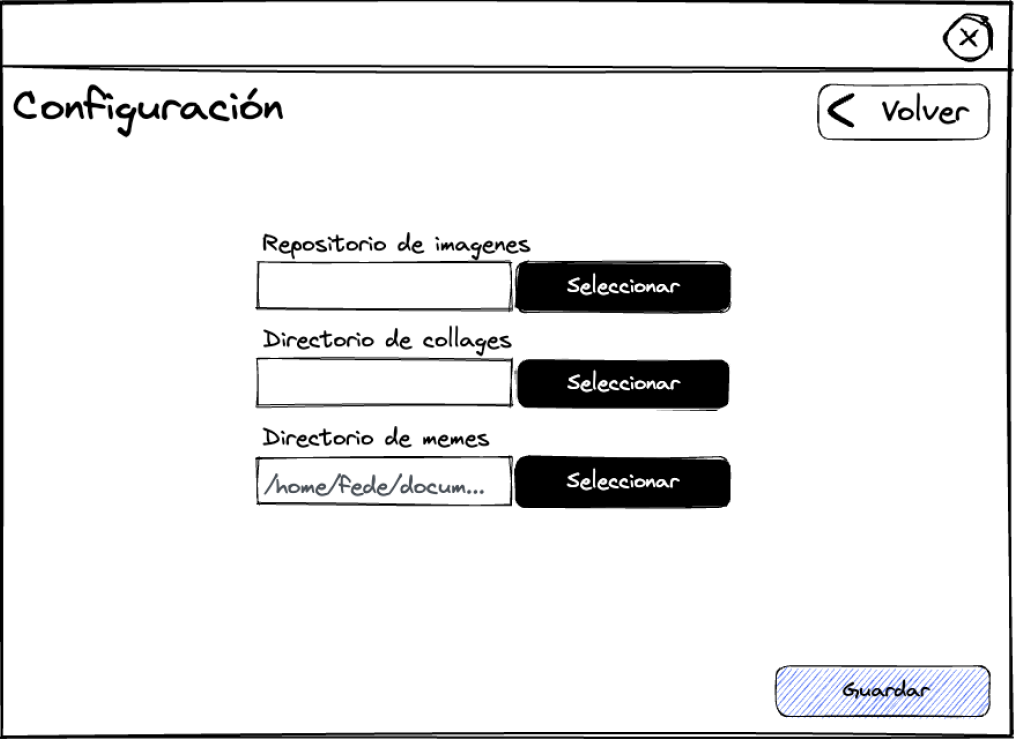 Configuración
< Volver
Repositorio de imagenes
Seleccionar
Directorio de collages
Seleccionar
Directorio de memes
/home/fede/docum... Seleccionar
Guardar